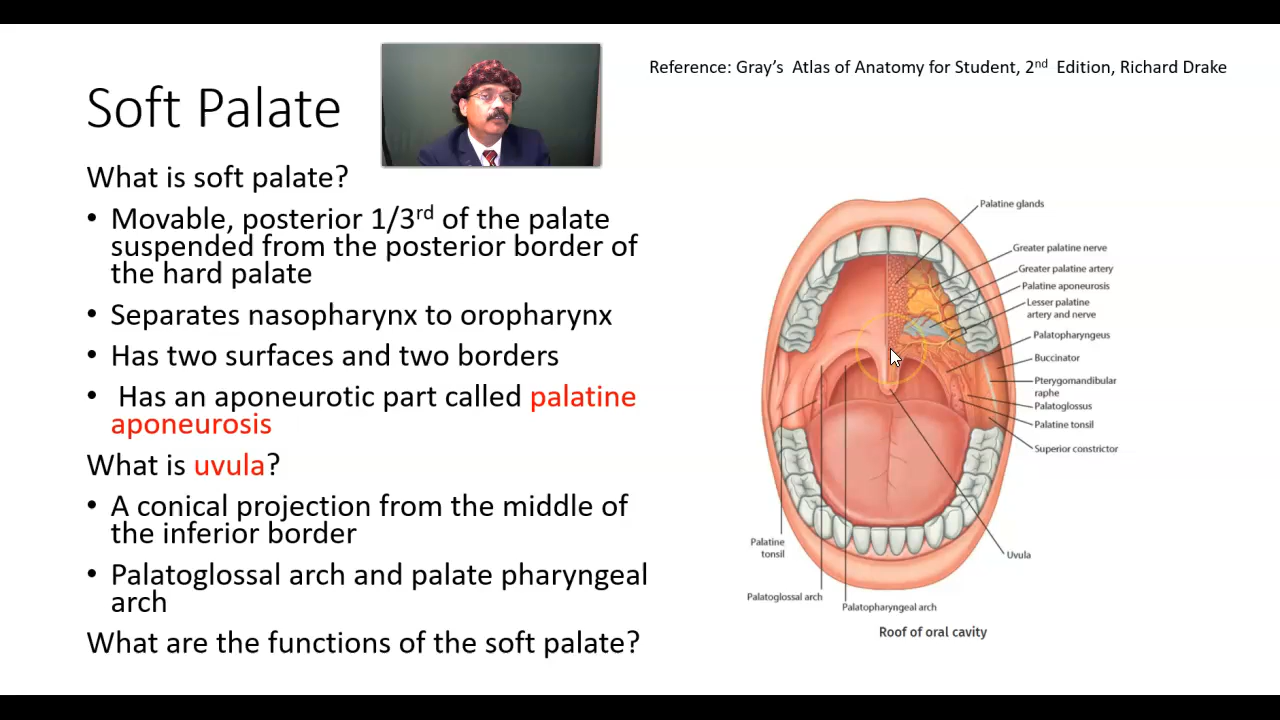 Reference: Gray's Atlas of Anatomy for Student, 2nd Edition, Richard Drake
Soft Palate
What is soft palate?
• Movable, posterior 1/3rd of the palate
suspended from the posterior border of
the hard palate
• Separates nasopharynx to oropharynx
• Has two surfaces and two borders
• Has an aponeurotic part called palatine
aponeurosis
What is uvula?
• A conical projection from the middle of
the inferior border
• Palatoglossal arch and palate pharyngeal
arch
What are the functions of the soft palate?
Palatine glands
Greater palatine nerve
Greater palatine artery
Palatine aponeurosis
Lesser palatine
artery and nerve
Palatopharyngeus
Buccinator
Pterygomandibular
raphe
Palatoglossus
Palatine tonsil
Superior constrictor
Palatine
tonsil
Uvula
Palatoglossal arch
Palatopharyngeal arch
Roof of oral cavity